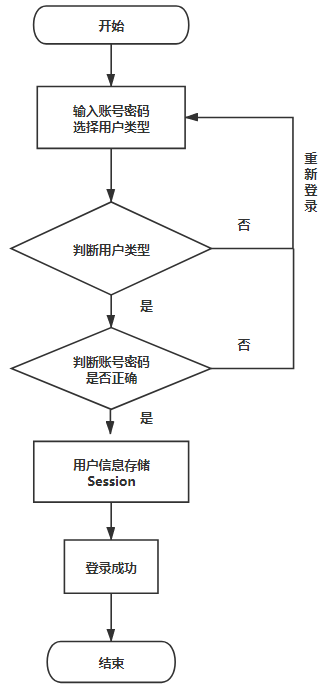 开始
输入账号密码
选择用户类型
重新登录
判断用户类型
否
是
判断账号密码
是否正确
否
是
用户信息存储
Session
登录成功
结束